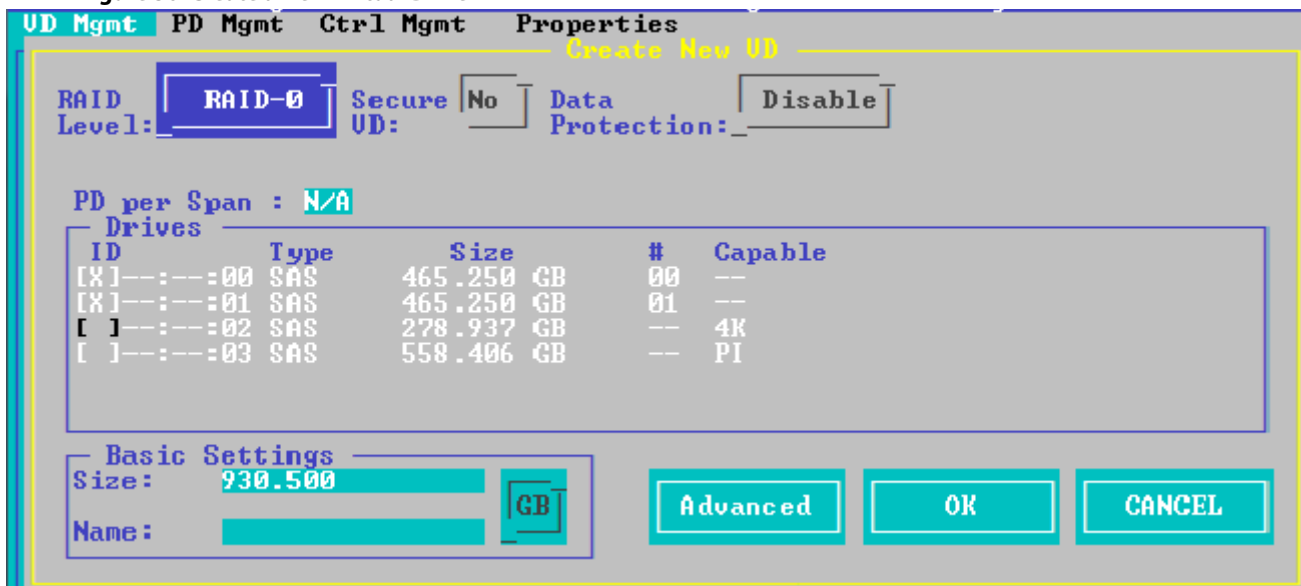 VD Mgmt PD Mgmt Ctrl Mgmt Properties
Create New VD
RAID Level: RAID-0 Secure VD: No Data Protection: Disable
PD per Span : N/A
Drives
ID Type Size # Capable
[X]--:--:00 SAS 465.250 GB 00 --
[X]--:--:01 SAS 465.250 GB 01 --
[ ]--:--:02 SAS 278.937 GB -- 4K
[ ]--:--:03 SAS 558.406 GB -- PI
Basic Settings
Size: 930.500 GB
Name:
Advanced OK CANCEL